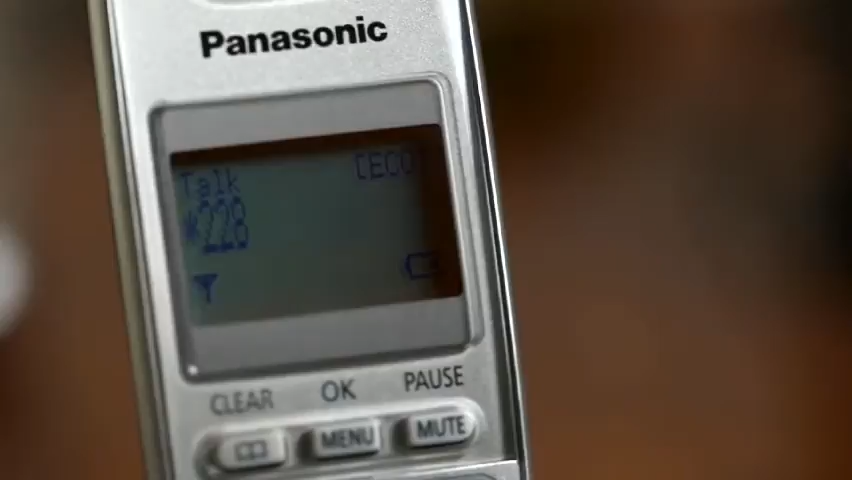 Panasonic
[ECO
Talk
#228
CLEAR OK PAUSE
MENU MUTE